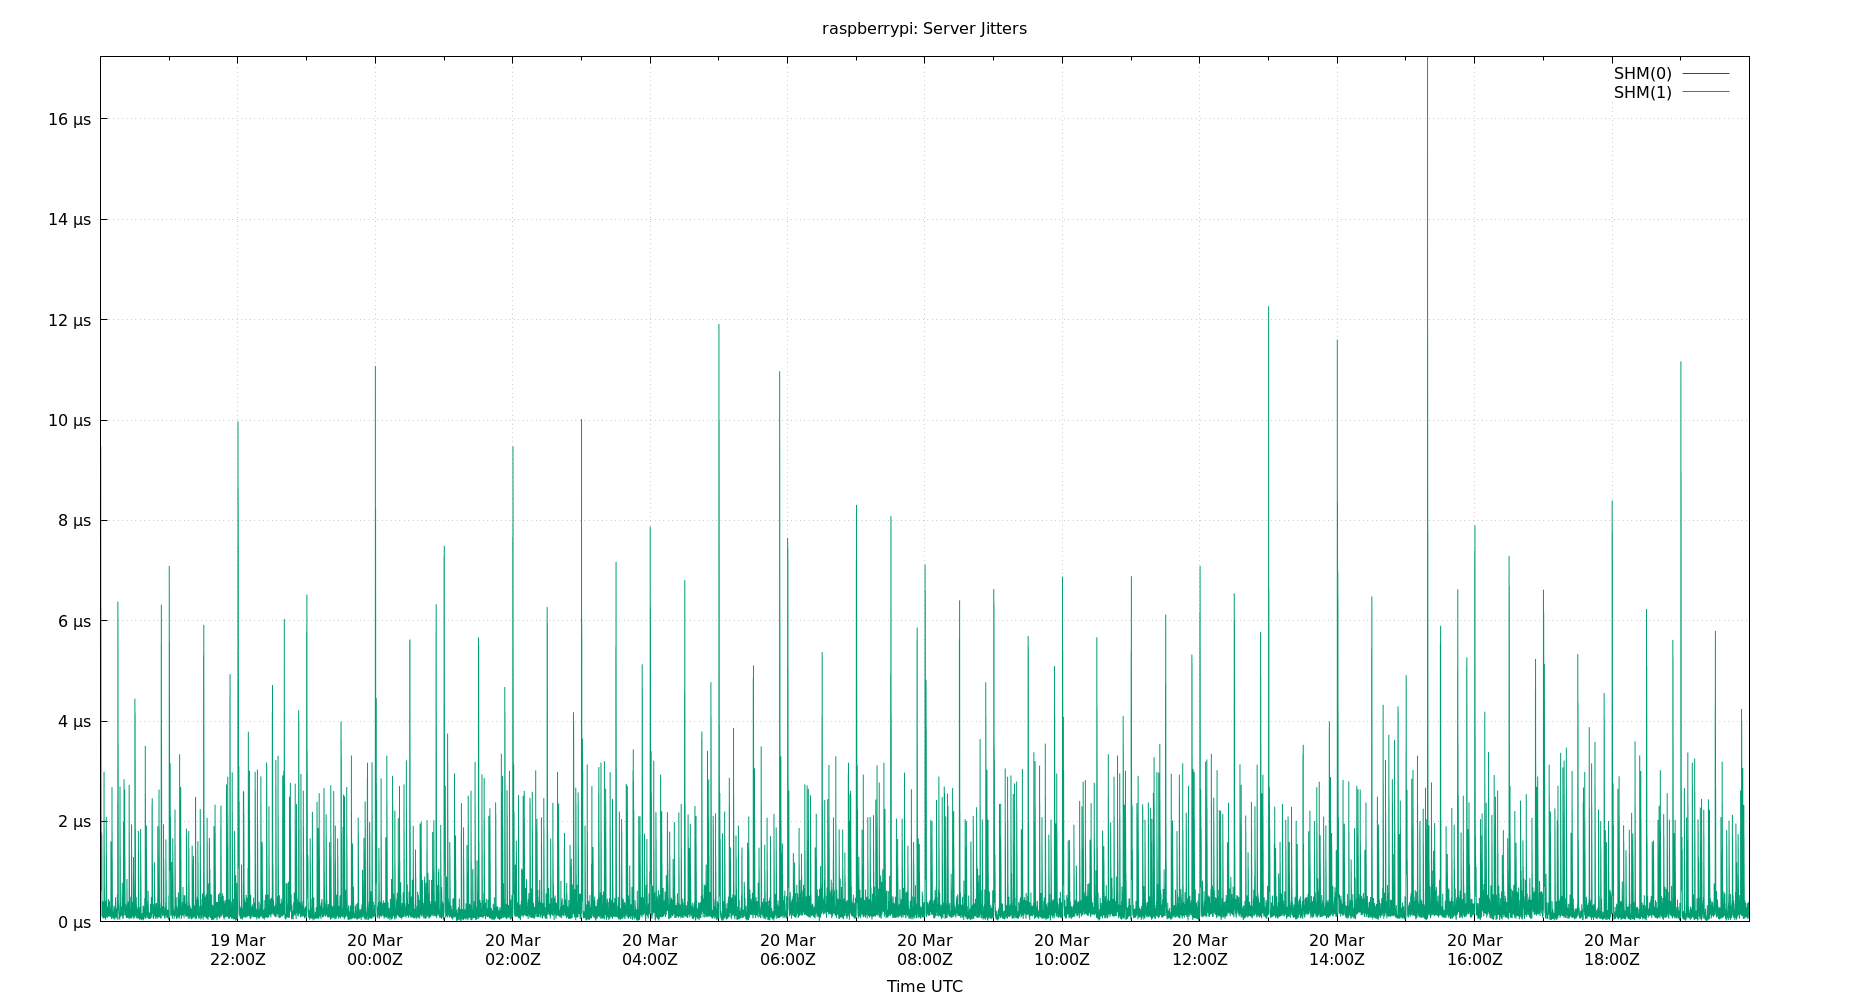 raspberrypi: Server Jitters
SHM(0)
SHM(1)
16 µs
14 µs
12 µs
10 µs
8 µs
6 µs
4 µs
2 µs
0 µs
19 Mar 20 Mar 20 Mar 20 Mar 20 Mar 20 Mar 20 Mar 20 Mar 20 Mar 20 Mar 20 Mar
22:00Z 00:00Z 02:00Z 04:00Z 06:00Z 08:00Z 10:00Z 12:00Z 14:00Z 16:00Z 18:00Z
Time UTC